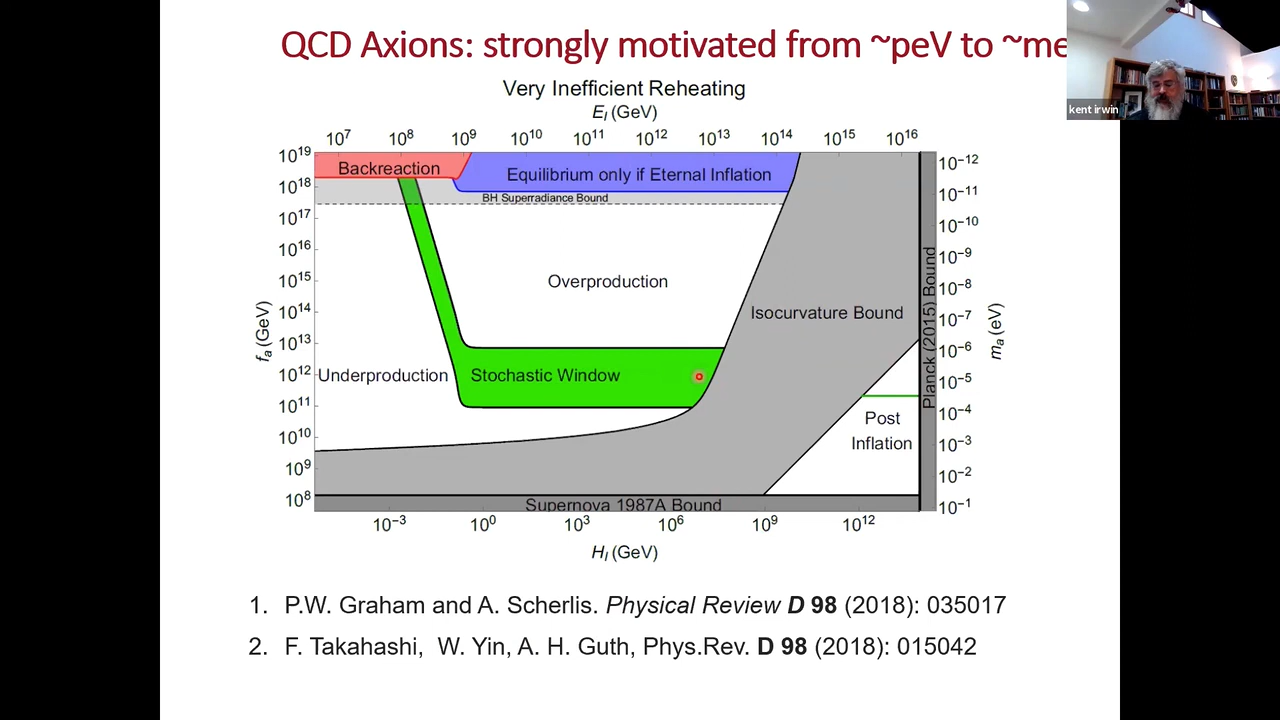 QCD Axions: strongly motivated from ~peV to ~me
kent irwin
Very Inefficient Reheating
E_I (GeV)
10^7 10^8 10^9 10^10 10^11 10^12 10^13 10^14 10^15 10^16
10^19 10^18 10^17 10^16 10^15 10^14 10^13 10^12 10^11 10^10 10^9 10^8
f_a (GeV)
Backreaction
Equilibrium only if Eternal Inflation
BH Superradiance Bound
Overproduction
Isocurvature Bound
Underproduction
Stochastic Window
Post
Inflation
Supernova 1987A Bound
Planck (2015) Bound
10^−12 10^−11 10^−10 10^−9 10^−8 10^−7 10^−6 10^−5 10^−4 10^−3 10^−2 10^−1
m_a (eV)
10^−3 10^0 10^3 10^6 10^9 10^12
H_I (GeV)
1. P.W. Graham and A. Scherlis. Physical Review D 98 (2018): 035017
2. F. Takahashi, W. Yin, A. H. Guth, Phys.Rev. D 98 (2018): 015042